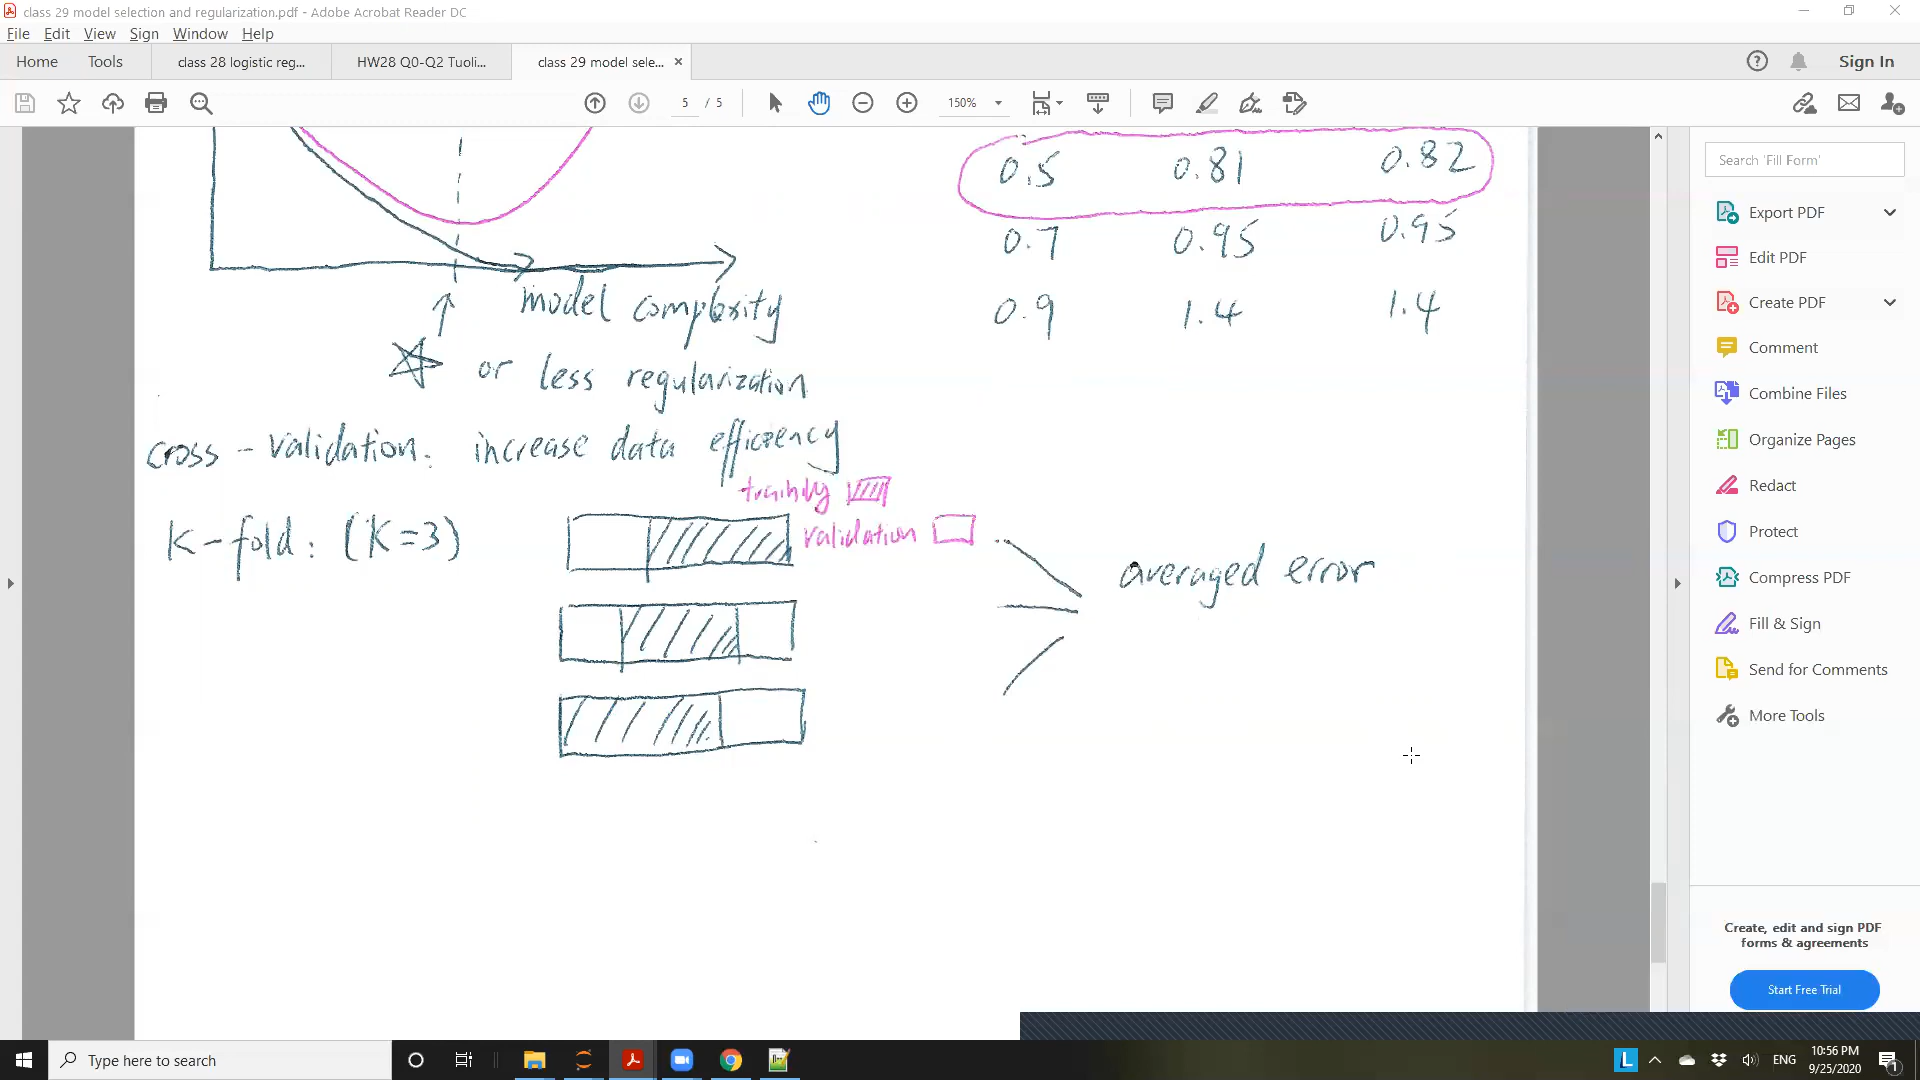 class 29 model selection and regularization.pdf - Adobe Acrobat Reader DC
File Edit View Sign Window Help
Home Tools class 28 logistic reg... HW28 Q0-Q2 Tuoli... class 29 model sele... × Sign In
5 / 5 150%
0.5 0.81 0.82
0.7 0.95 0.95
0.9 1.4 1.4
model complexity
or less regularization
cross-validation: increase data efficiency
training
validation
K-fold: (K=3)
averaged error
Search 'Fill Form'
Export PDF
Edit PDF
Create PDF
Comment
Combine Files
Organize Pages
Redact
Protect
Compress PDF
Fill & Sign
Send for Comments
More Tools
Create, edit and sign PDF
forms & agreements
Start Free Trial
Type here to search
L
ENG
10:56 PM
9/25/2020
1